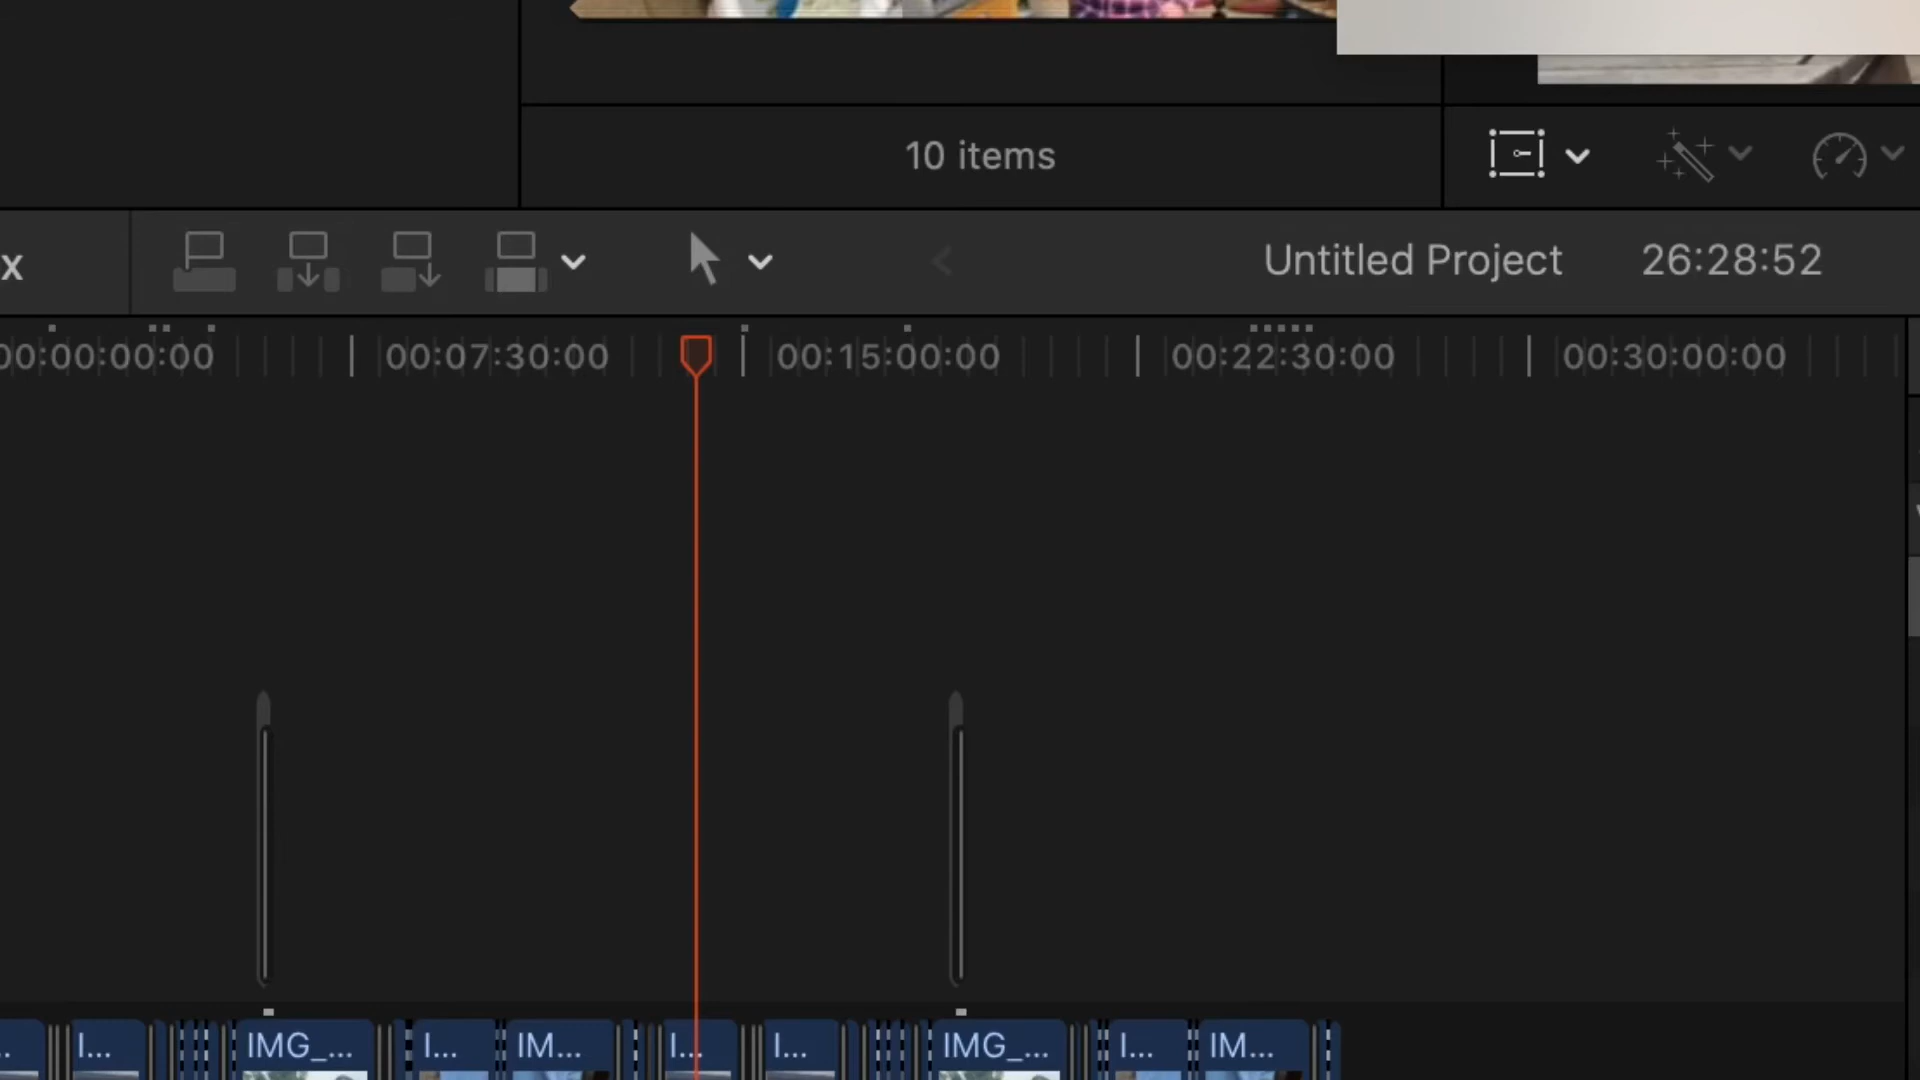 10 items
x
Untitled Project 26:28:52
00:00:00:00 00:07:30:00 00:15:00:00 00:22:30:00 00:30:00:00
I... IMG_... I... IM... I... I... IMG_... I... IM...